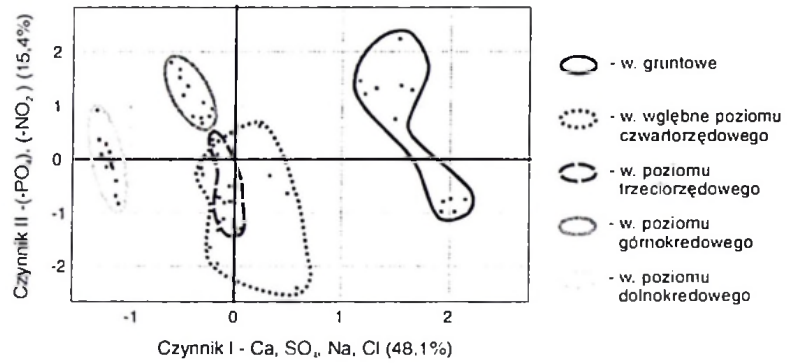 Czynnik II -(-PO₄), (-NO₂) (15,4%)
2
1
0
-1
-2
-1
0
1
2
Czynnik I - Ca, SO₄, Na, Cl (48,1%)
- w. gruntowe
- w. wgłębne poziomu
czwartorzędowego
- w. poziomu
trzeciorzędowego
- w. poziomu
górnokredowego
- w. poziomu
dolnokredowego